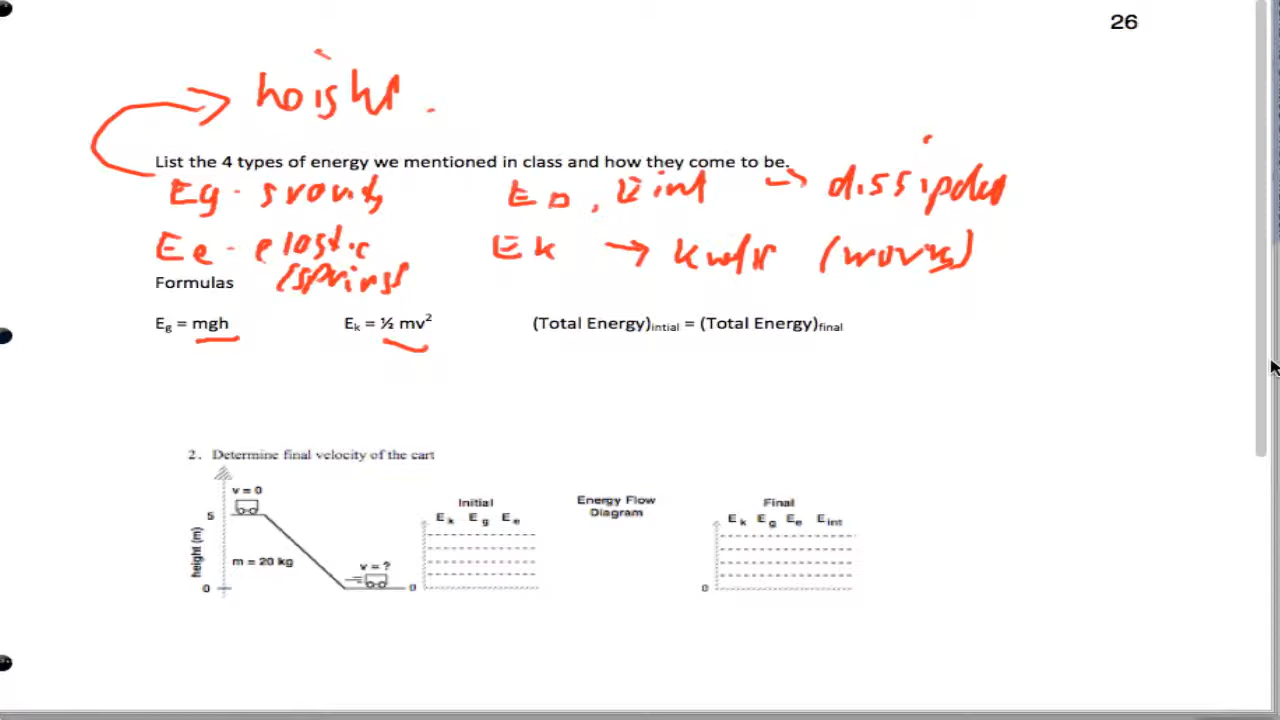 26
height.
List the 4 types of energy we mentioned in class and how they come to be.
Eg - gravity ED, Eint → dissipated
Ee - elastic Ek → kinetic (moving)
(spring)
Formulas
Eg = mgh Ek = ½ mv² (Total Energy)intial = (Total Energy)final
2. Determine final velocity of the cart
v = 0
Initial Energy Flow Final
Ek Eg Ee Diagram Ek Eg Ee Eint
5
height (m)
m = 20 kg
v = ?
0 0 0